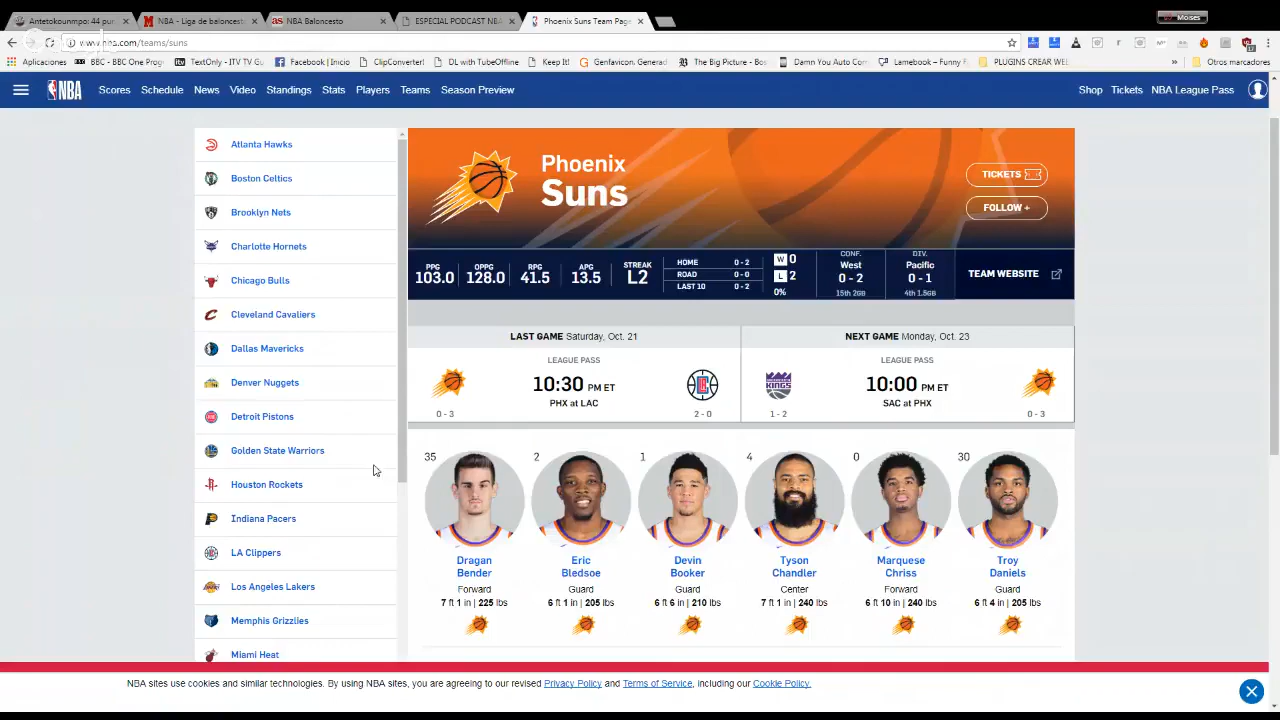 Antetokounmpo: 44 pun
NBA - Liga de baloncesto
NBA Baloncesto
ESPECIAL PODCAST NBA
Phoenix Suns Team Page
Moises
www.nba.com/teams/suns
Aplicaciones
BBC - BBC One Prog
TextOnly - ITV TV Gu
Facebook | Inicio
ClipConverter!
DL with TubeOffline
Keep It!
Genfavicon. Generad
The Big Picture - Bos
Damn You Auto Corr
Lamebook – Funny F
PLUGINS CREAR WE
»
Otros marcadores
NBA
Scores
Schedule
News
Video
Standings
Stats
Players
Teams
Season Preview
Shop
Tickets
NBA League Pass
Atlanta Hawks
Boston Celtics
Brooklyn Nets
Charlotte Hornets
Chicago Bulls
Cleveland Cavaliers
Dallas Mavericks
Denver Nuggets
Detroit Pistons
Golden State Warriors
Houston Rockets
Indiana Pacers
LA Clippers
Los Angeles Lakers
Memphis Grizzlies
Miami Heat
Phoenix
Suns
TICKETS
FOLLOW +
PPG
103.0
OPPG
128.0
RPG
41.5
APG
13.5
STREAK
L2
HOME 0 - 2
ROAD 0 - 0
LAST 10 0 - 2
W 0
L 2
0%
CONF.
West
0 - 2
15th 2GB
DIV.
Pacific
0 - 1
4th 1.5GB
TEAM WEBSITE
LAST GAME Saturday, Oct. 21
LEAGUE PASS
10:30 PM ET
PHX at LAC
0 - 3
2 - 0
NEXT GAME Monday, Oct. 23
LEAGUE PASS
10:00 PM ET
SAC at PHX
1 - 2
0 - 3
35
Dragan
Bender
Forward
7 ft 1 in | 225 lbs
2
Eric
Bledsoe
Guard
6 ft 1 in | 205 lbs
1
Devin
Booker
Guard
6 ft 6 in | 210 lbs
4
Tyson
Chandler
Center
7 ft 1 in | 240 lbs
0
Marquese
Chriss
Forward
6 ft 10 in | 240 lbs
30
Troy
Daniels
Guard
6 ft 4 in | 205 lbs
NBA sites use cookies and similar technologies. By using NBA sites, you are agreeing to our revised Privacy Policy and Terms of Service, including our Cookie Policy.